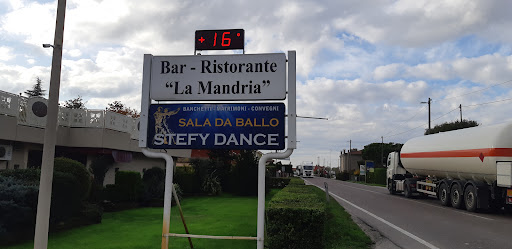 +16°
Bar - Ristorante
"La Mandria"
BANCHETTI - MATRIMONI - CONVEGNI
SALA DA BALLO
STEFY DANCE